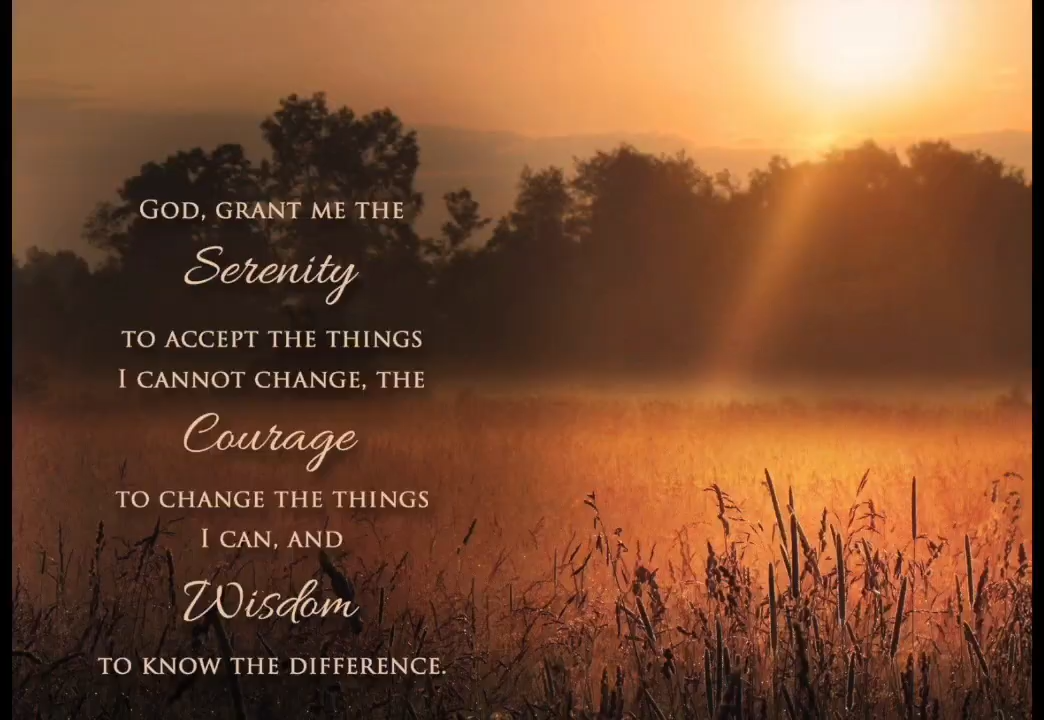 God, grant me the
Serenity
to accept the things
I cannot change, the
Courage
to change the things
I can, and
Wisdom
to know the difference.